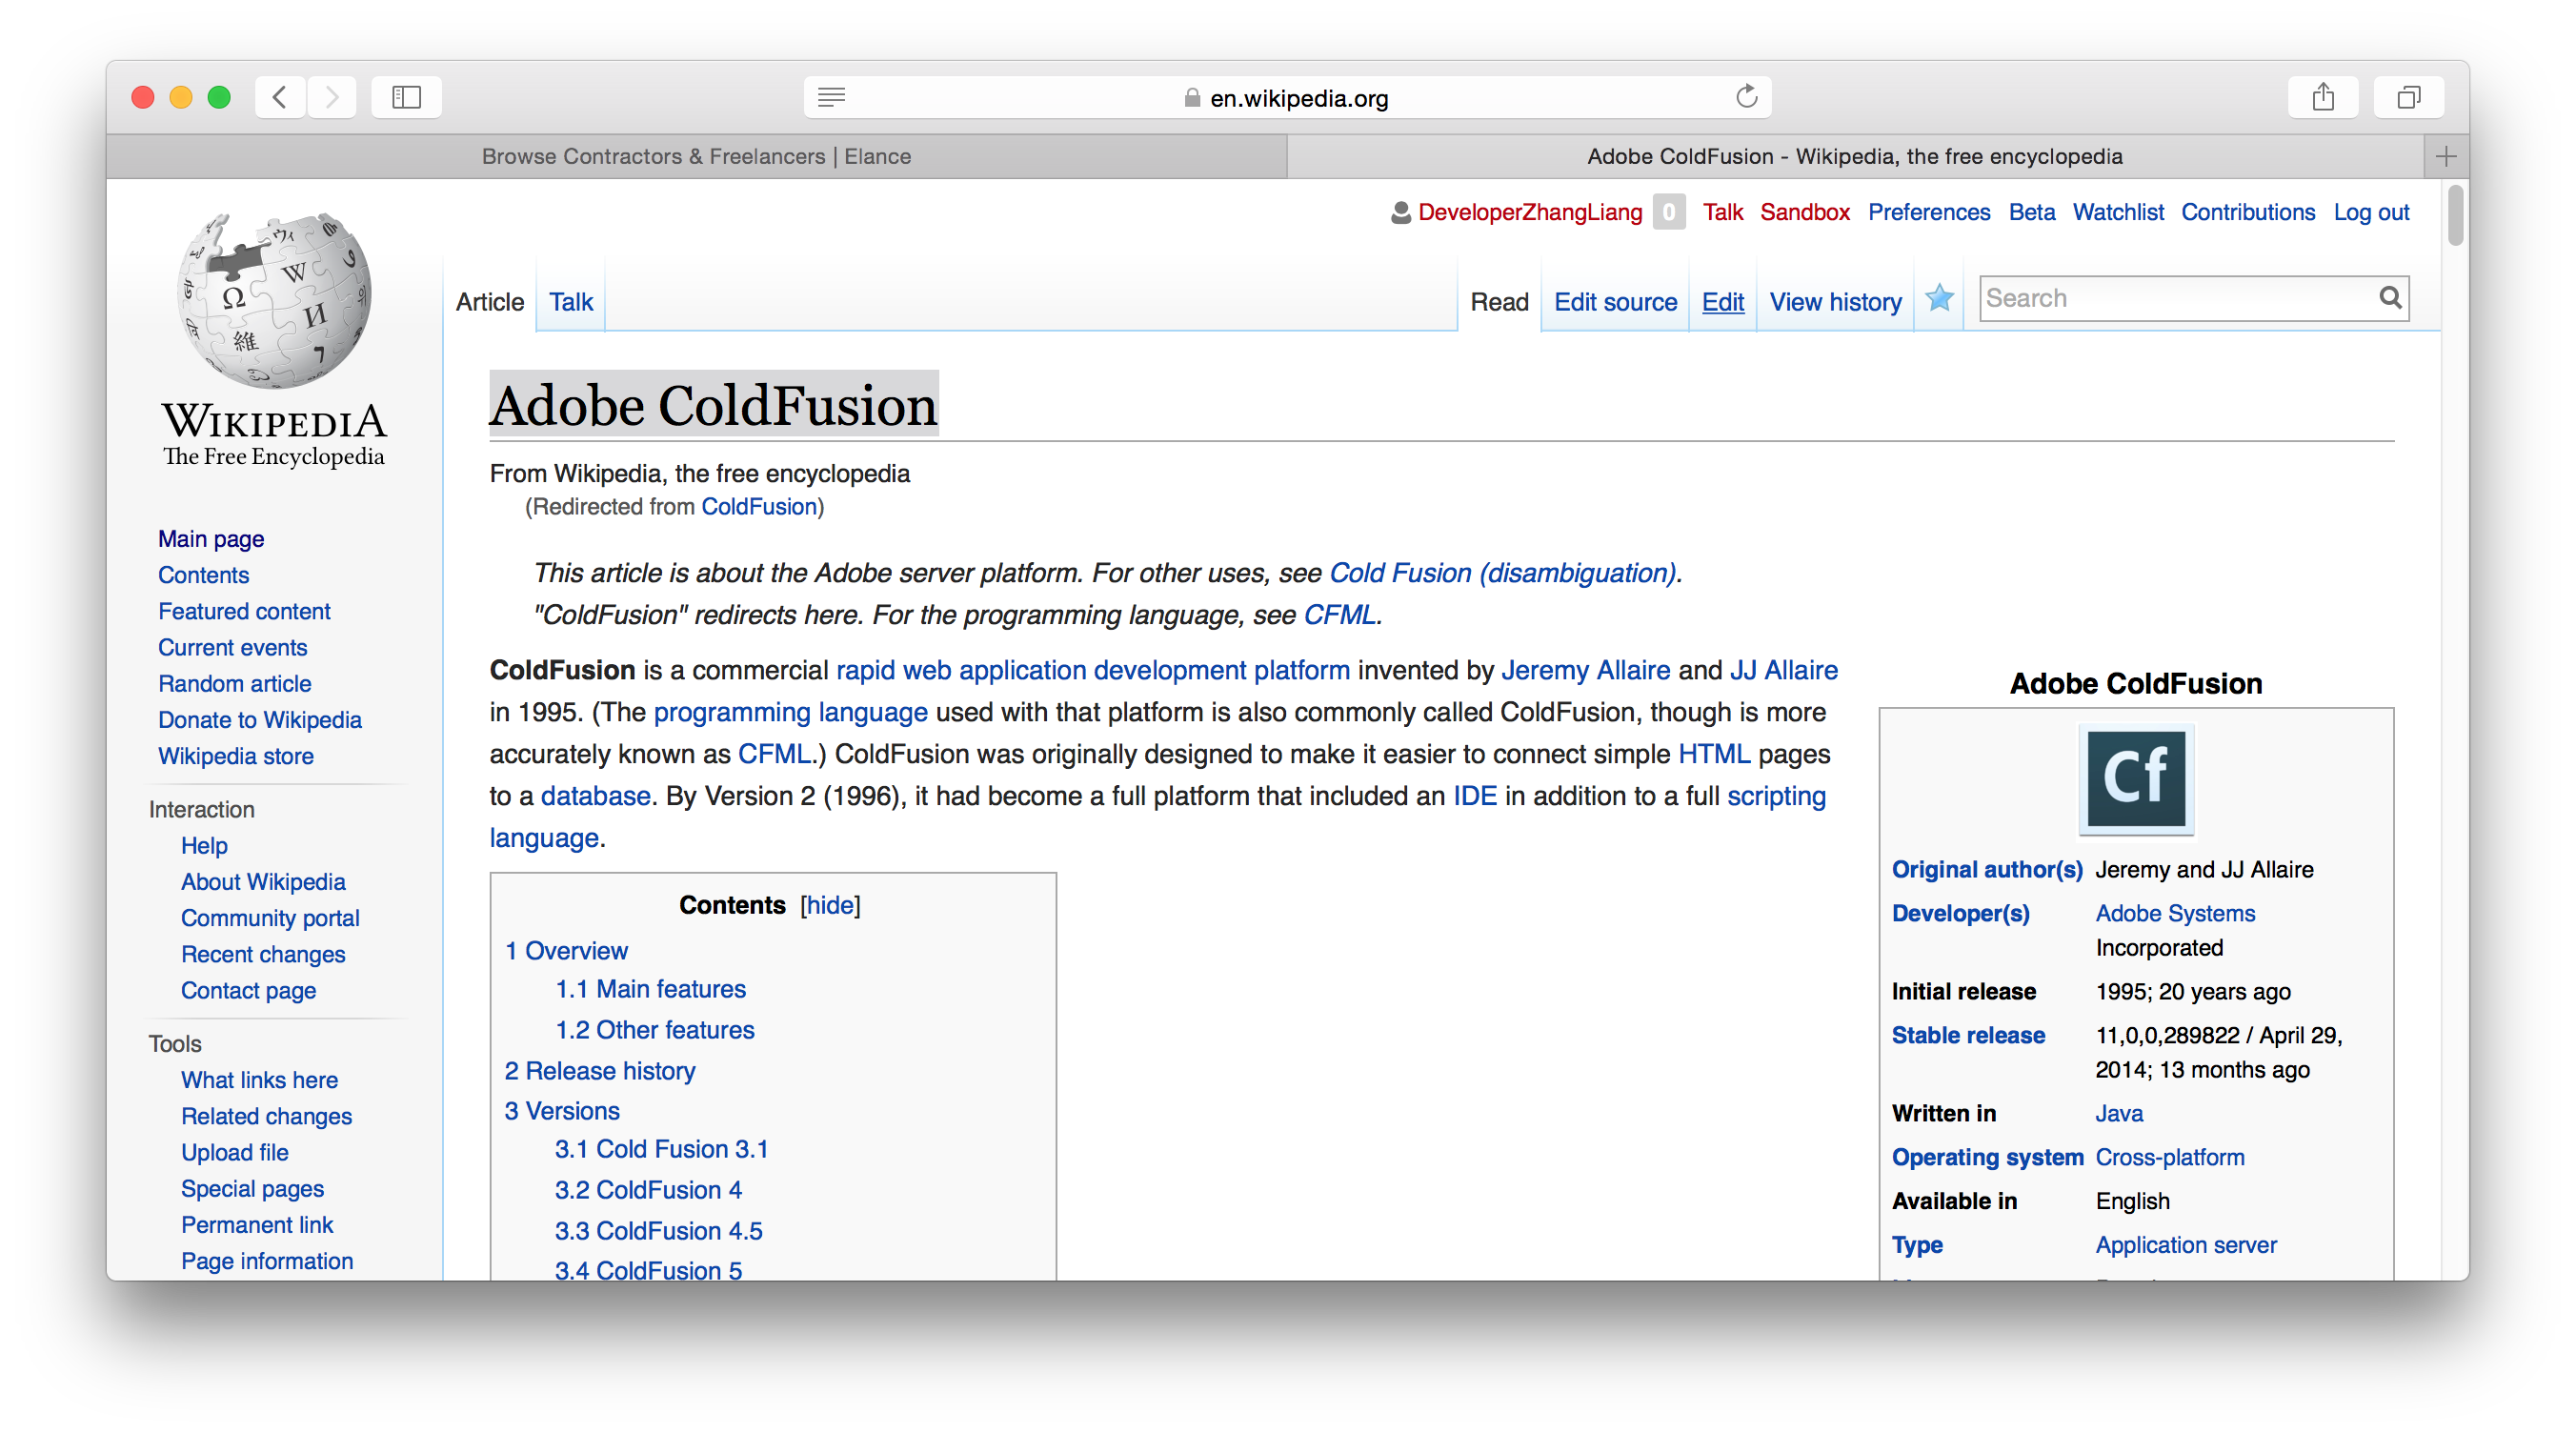 en.wikipedia.org
Browse Contractors & Freelancers | Elance
Adobe ColdFusion - Wikipedia, the free encyclopedia
DeveloperZhangLiang 0 Talk Sandbox Preferences Beta Watchlist Contributions Log out
Article Talk
Read Edit source Edit View history Search
WIKIPEDIA
The Free Encyclopedia
Main page
Contents
Featured content
Current events
Random article
Donate to Wikipedia
Wikipedia store
Interaction
Help
About Wikipedia
Community portal
Recent changes
Contact page
Tools
What links here
Related changes
Upload file
Special pages
Permanent link
Page information
Adobe ColdFusion
From Wikipedia, the free encyclopedia
(Redirected from ColdFusion)
This article is about the Adobe server platform. For other uses, see Cold Fusion (disambiguation).
"ColdFusion" redirects here. For the programming language, see CFML.
ColdFusion is a commercial rapid web application development platform invented by Jeremy Allaire and JJ Allaire
in 1995. (The programming language used with that platform is also commonly called ColdFusion, though is more
accurately known as CFML.) ColdFusion was originally designed to make it easier to connect simple HTML pages
to a database. By Version 2 (1996), it had become a full platform that included an IDE in addition to a full scripting
language.
Contents [hide]
1 Overview
1.1 Main features
1.2 Other features
2 Release history
3 Versions
3.1 Cold Fusion 3.1
3.2 ColdFusion 4
3.3 ColdFusion 4.5
3.4 ColdFusion 5
Adobe ColdFusion
Cf
Original author(s) Jeremy and JJ Allaire
Developer(s) Adobe Systems
Incorporated
Initial release 1995; 20 years ago
Stable release 11,0,0,289822 / April 29,
2014; 13 months ago
Written in Java
Operating system Cross-platform
Available in English
Type Application server